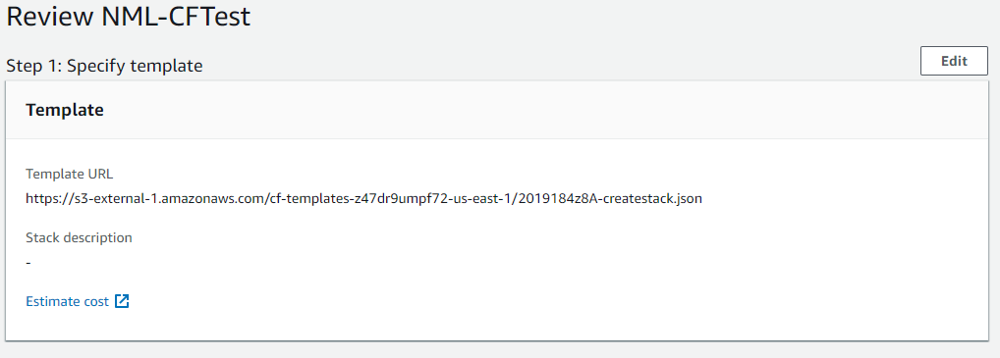 Review NML-CFTest
Step 1: Specify template
Edit
Template
Template URL
https://s3-external-1.amazonaws.com/cf-templates-z47dr9umpf72-us-east-1/2019184z8A-createstack.json
Stack description
-
Estimate cost